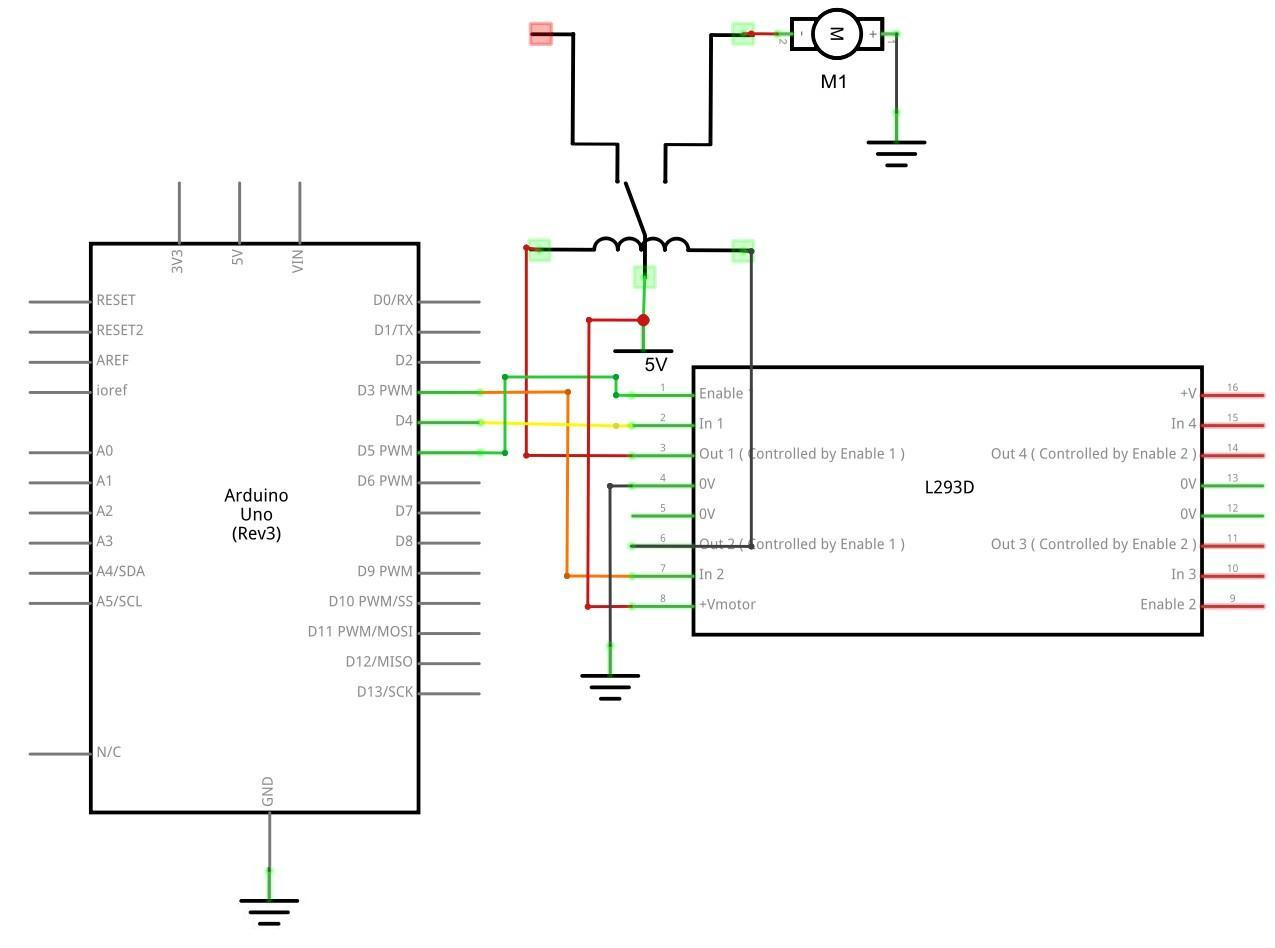 2
-
M
+
1
M1
3V3
5V
VIN
RESET
RESET2
AREF
ioref
A0
A1
A2
A3
A4/SDA
A5/SCL
N/C
Arduino
Uno
(Rev3)
D0/RX
D1/TX
D2
D3 PWM
D4
D5 PWM
D6 PWM
D7
D8
D9 PWM
D10 PWM/SS
D11 PWM/MOSI
D12/MISO
D13/SCK
GND
5V
1 Enable
2 In 1
3 Out 1 ( Controlled by Enable 1 )
4 0V
5 0V
6 Out 2 ( Controlled by Enable 1 )
7 In 2
8 +Vmotor
L293D
+V 16
In 4 15
Out 4 ( Controlled by Enable 2 ) 14
0V 13
0V 12
Out 3 ( Controlled by Enable 2 ) 11
In 3 10
Enable 2 9